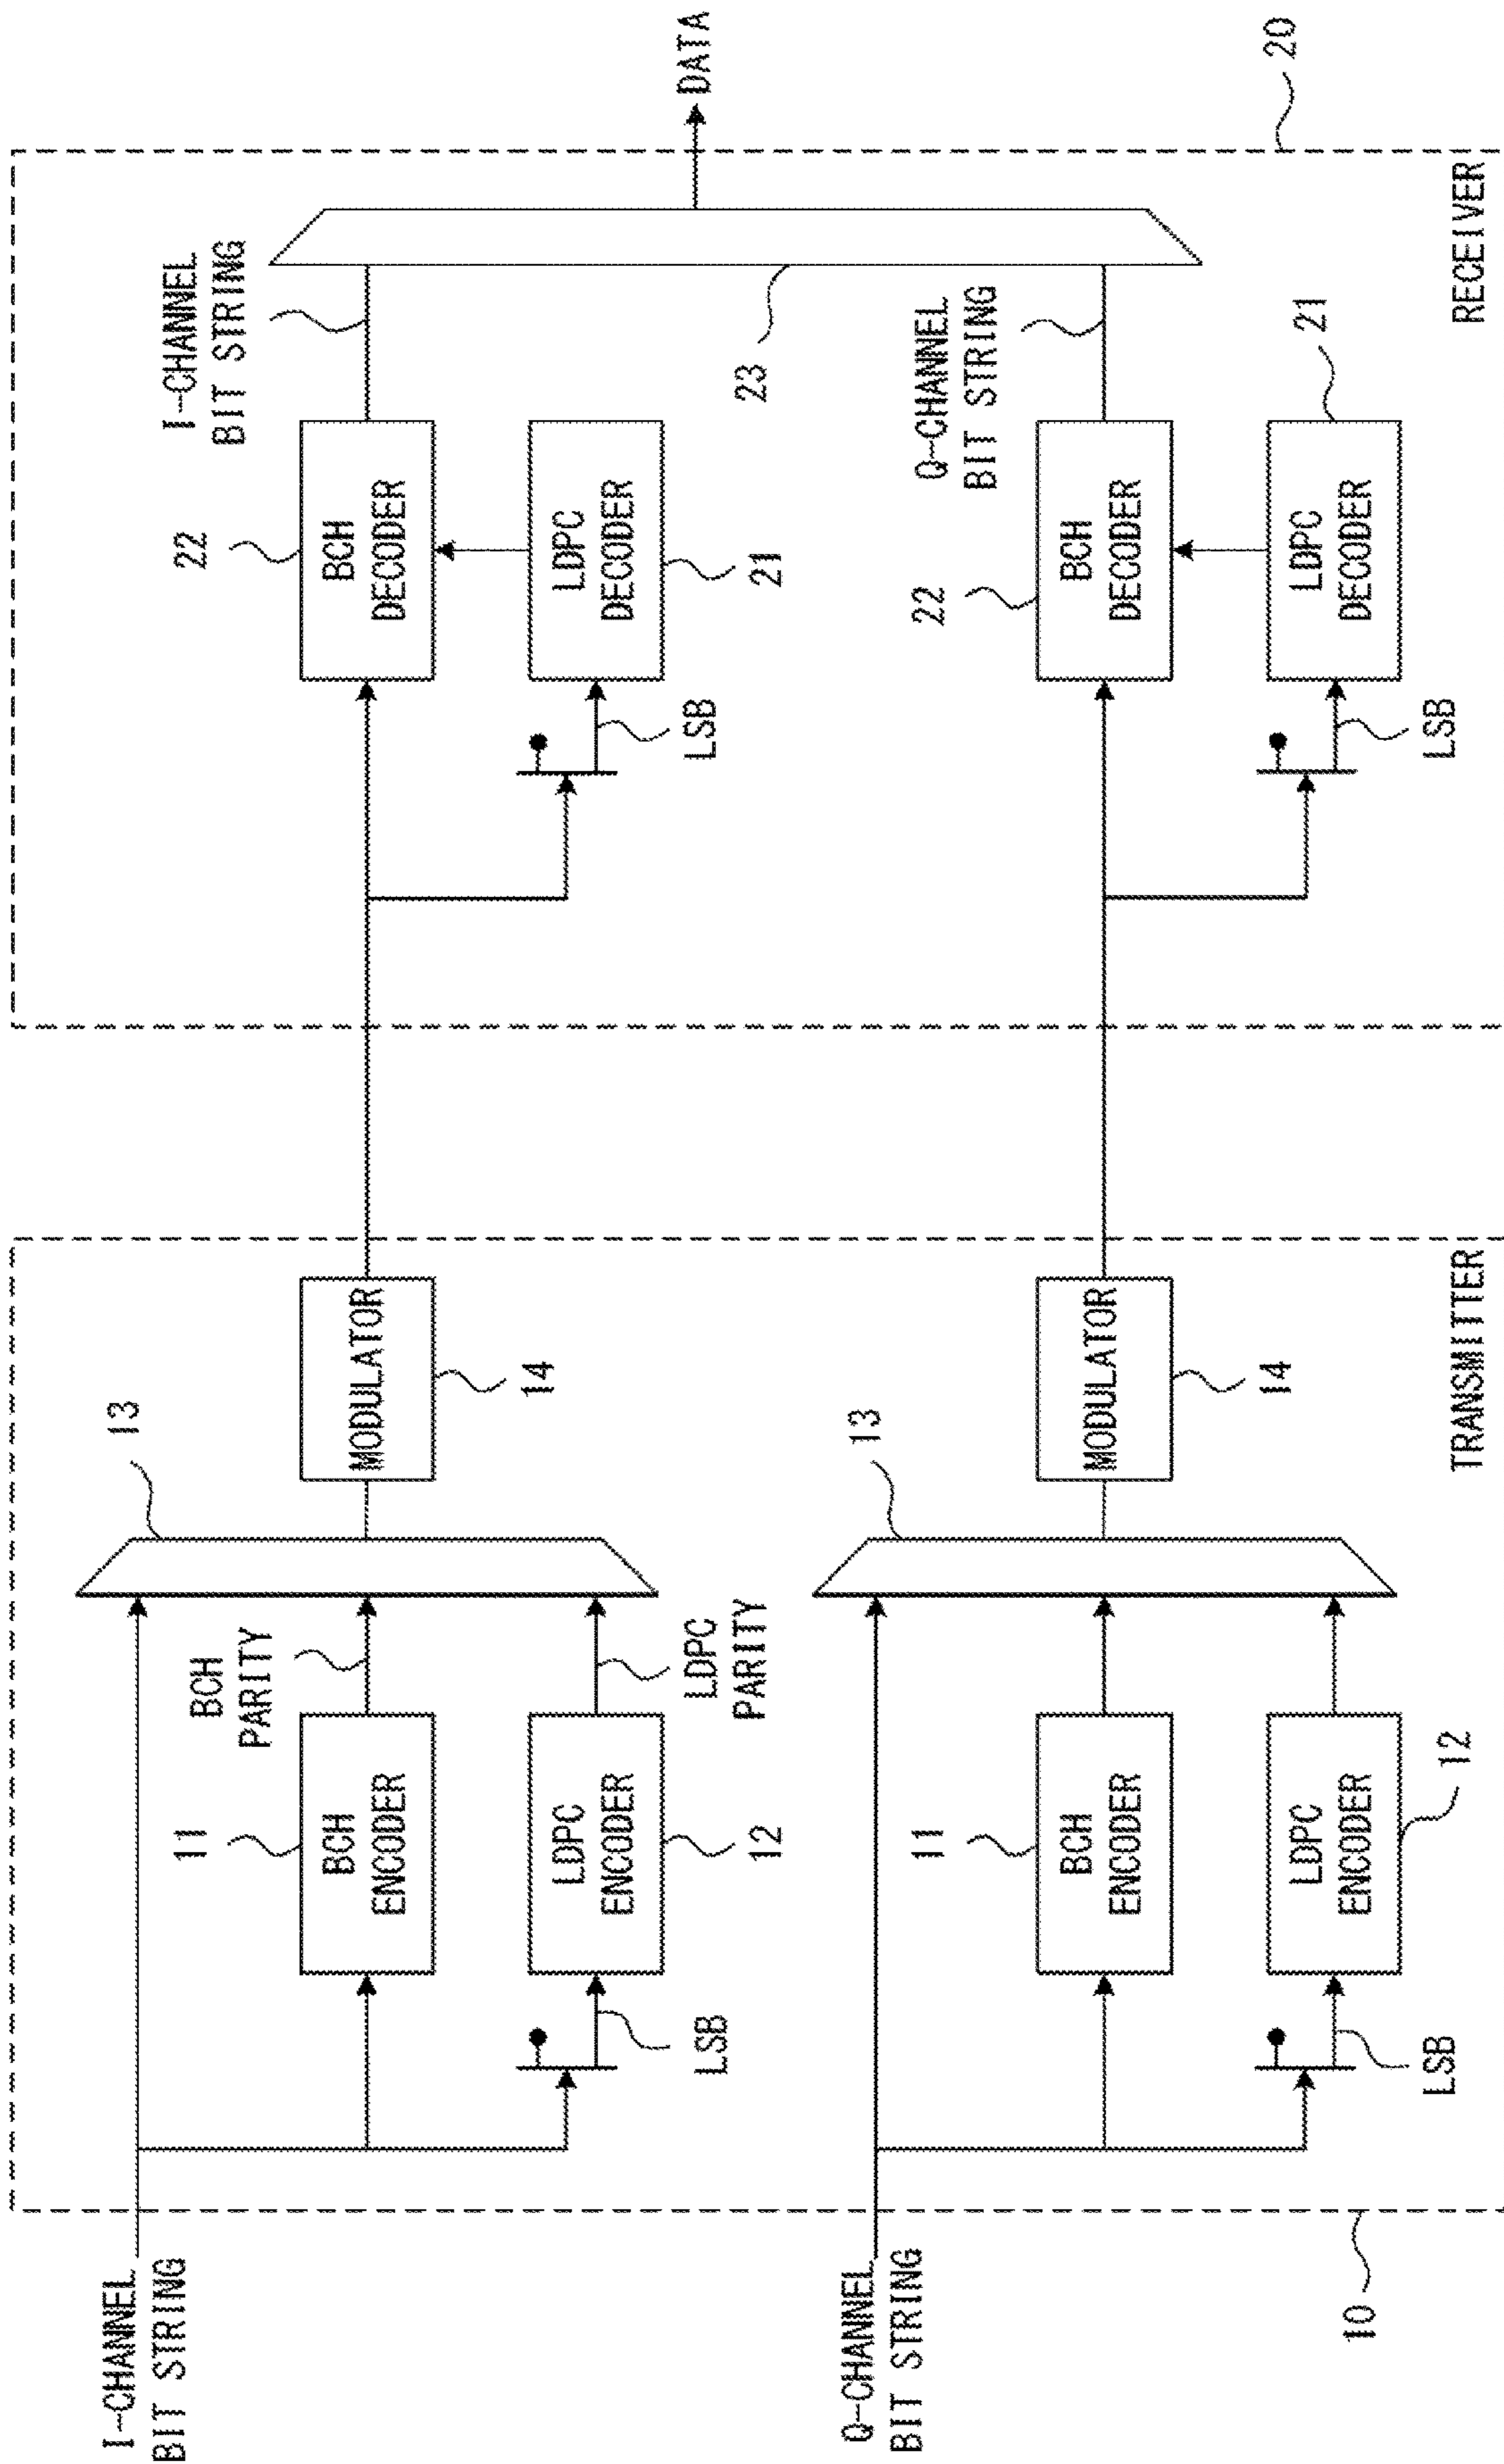 I-CHANNEL
BIT STRING
11
BCH
ENCODER
BCH
PARITY
13
MODULATOR
14
LSB
LDPC
ENCODER
12
LDPC
PARITY
Q-CHANNEL
BIT STRING
11
BCH
ENCODER
13
MODULATOR
14
LSB
LDPC
ENCODER
12
10
TRANSMITTER
22
BCH
DECODER
I-CHANNEL
BIT STRING
LSB
LDPC
DECODER
21
23
DATA
22
BCH
DECODER
Q-CHANNEL
BIT STRING
LSB
LDPC
DECODER
21
RECEIVER
20